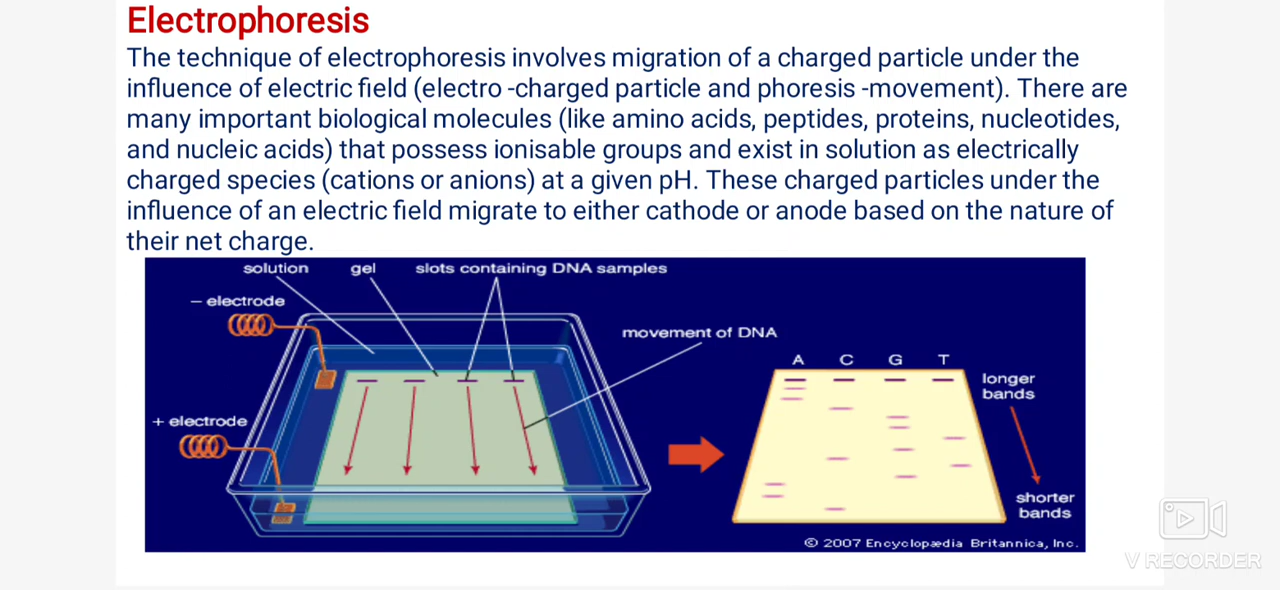 Electrophoresis
The technique of electrophoresis involves migration of a charged particle under the
influence of electric field (electro -charged particle and phoresis -movement). There are
many important biological molecules (like amino acids, peptides, proteins, nucleotides,
and nucleic acids) that possess ionisable groups and exist in solution as electrically
charged species (cations or anions) at a given pH. These charged particles under the
influence of an electric field migrate to either cathode or anode based on the nature of
their net charge.
solution
gel
slots containing DNA samples
− electrode
movement of DNA
A C G T
longer
bands
+ electrode
shorter
bands
© 2007 Encyclopædia Britannica, Inc.
V RECORDER